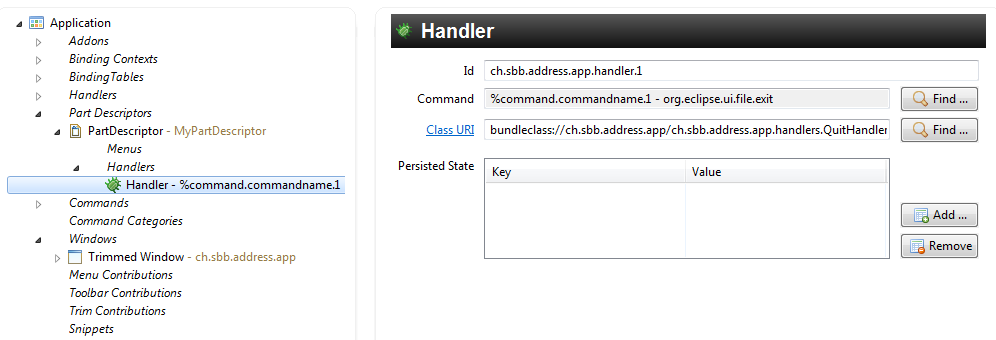 Application
Addons
Binding Contexts
BindingTables
Handlers
Part Descriptors
PartDescriptor - MyPartDescriptor
Menus
Handlers
Handler - %command.commandname.1
Commands
Command Categories
Windows
Trimmed Window - ch.sbb.address.app
Menu Contributions
Toolbar Contributions
Trim Contributions
Snippets
Handler
Id ch.sbb.address.app.handler.1
Command %command.commandname.1 - org.eclipse.ui.file.exit Find ...
Class URI bundleclass://ch.sbb.address.app/ch.sbb.address.app.handlers.QuitHandler Find ...
Persisted State Key Value
Add ...
Remove